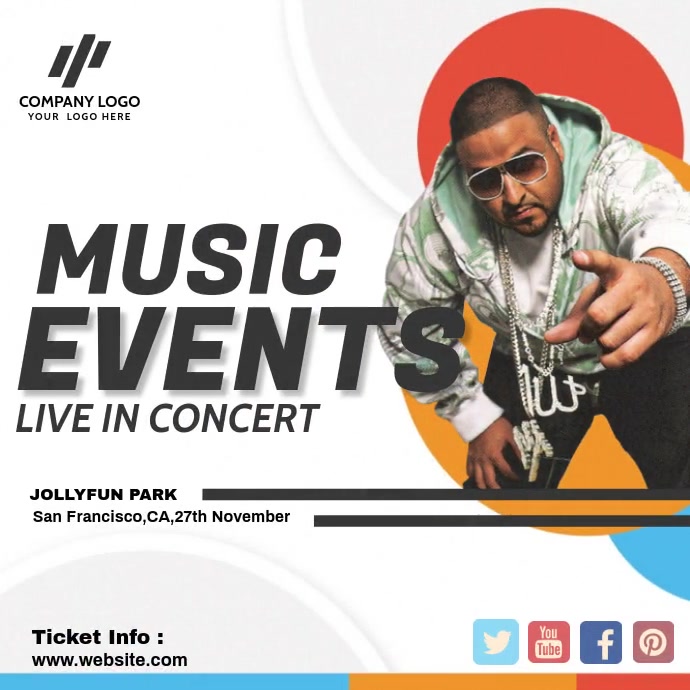 COMPANY LOGO
YOUR LOGO HERE
MUSIC
EVENTS
LIVE IN CONCERT
JOLLYFUN PARK
San Francisco,CA,27th November
Ticket Info :
www.website.com
You
Tube